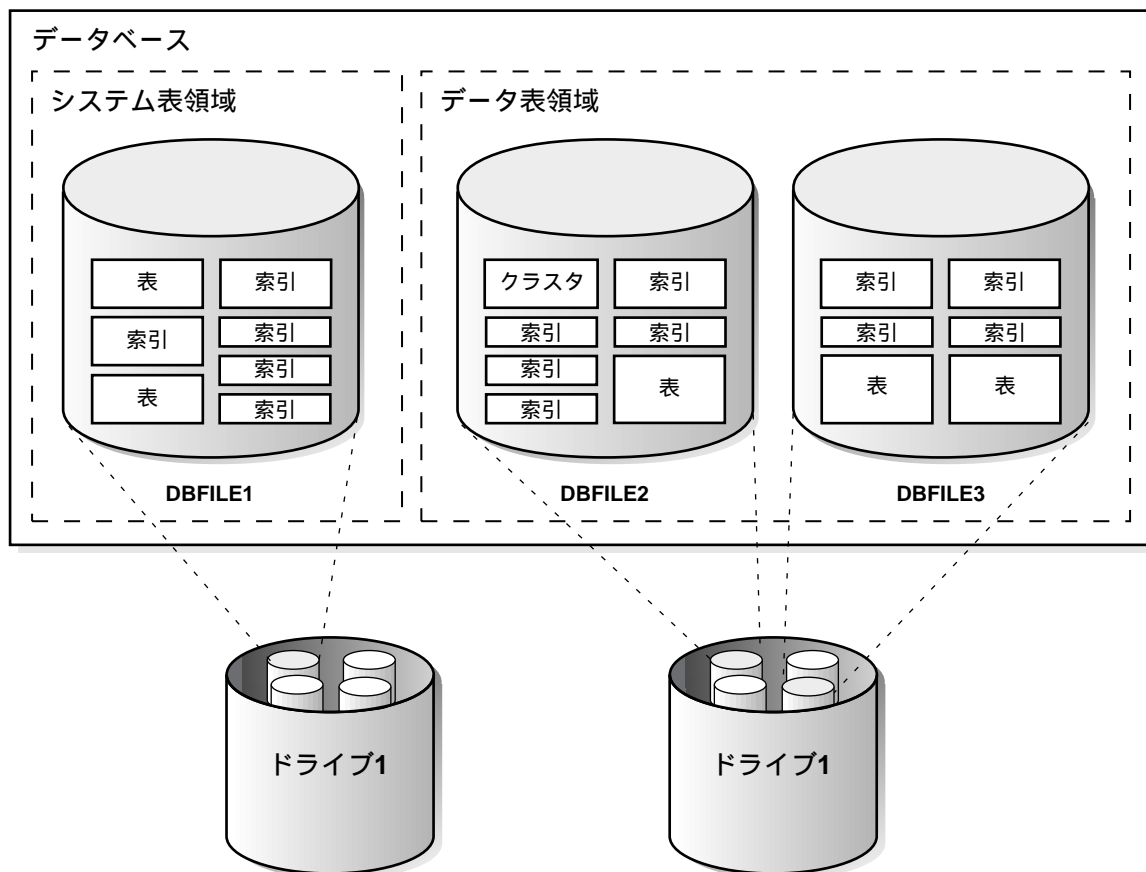 データベース
システム表領域
データ表領域
表 索引
索引 索引
表 索引
索引
クラスタ 索引
索引 索引
索引 表
索引
索引 索引
索引 索引
表 表
DBFILE1
DBFILE2
DBFILE3
ドライブ1
ドライブ1